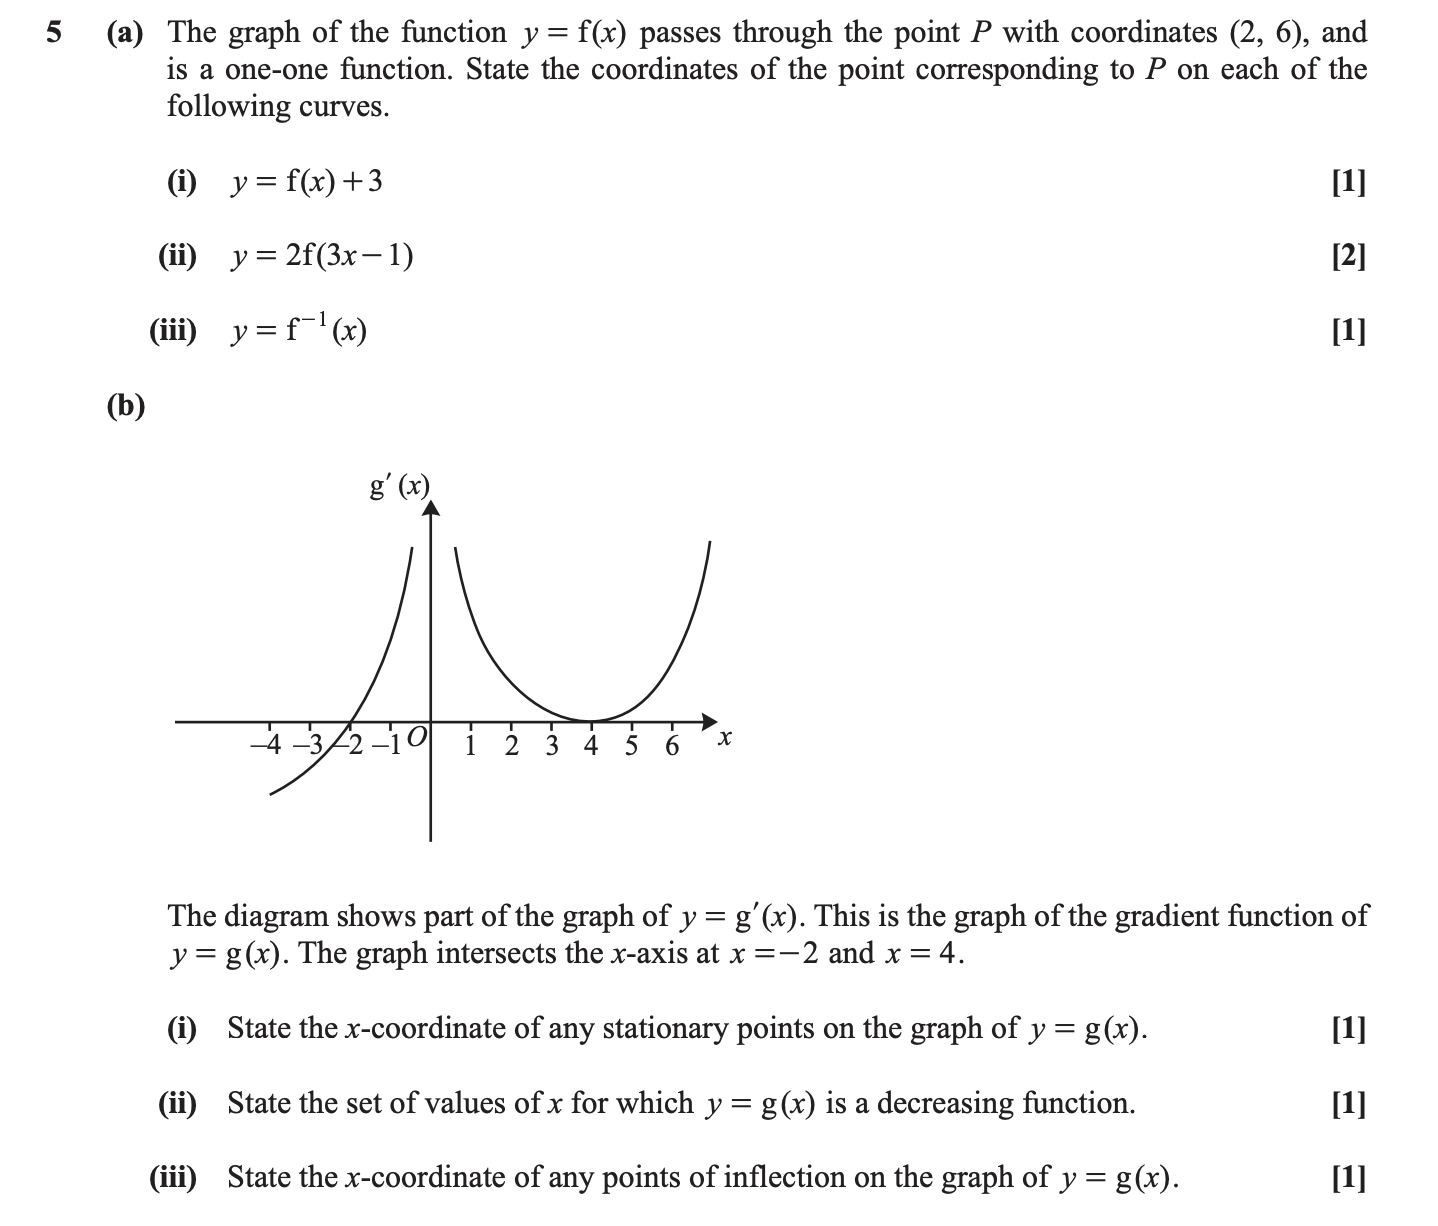 5 (a) The graph of the function y = f(x) passes through the point P with coordinates (2, 6), and
is a one-one function. State the coordinates of the point corresponding to P on each of the
following curves.
(i) y = f(x) + 3 [1]
(ii) y = 2f(3x − 1) [2]
(iii) y = f⁻¹(x) [1]
(b)
g′ (x)
−4 −3 −2 −1 O 1 2 3 4 5 6 x
The diagram shows part of the graph of y = g′(x). This is the graph of the gradient function of
y = g(x). The graph intersects the x-axis at x = −2 and x = 4.
(i) State the x-coordinate of any stationary points on the graph of y = g(x). [1]
(ii) State the set of values of x for which y = g(x) is a decreasing function. [1]
(iii) State the x-coordinate of any points of inflection on the graph of y = g(x). [1]